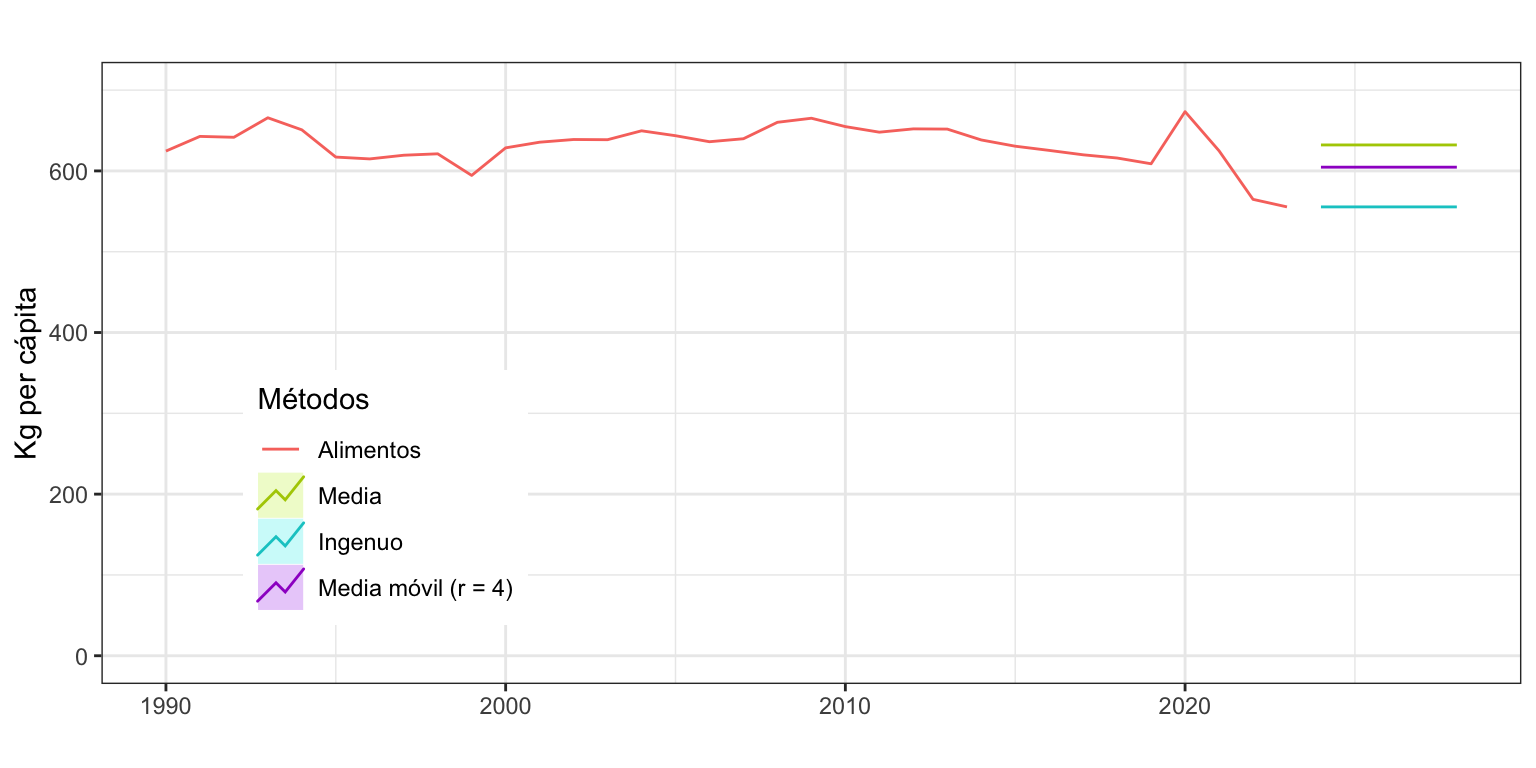 Kg per cápita
600
400
200
0
Métodos
Alimentos
Media
Ingenuo
Media móvil (r = 4)
1990
2000
2010
2020